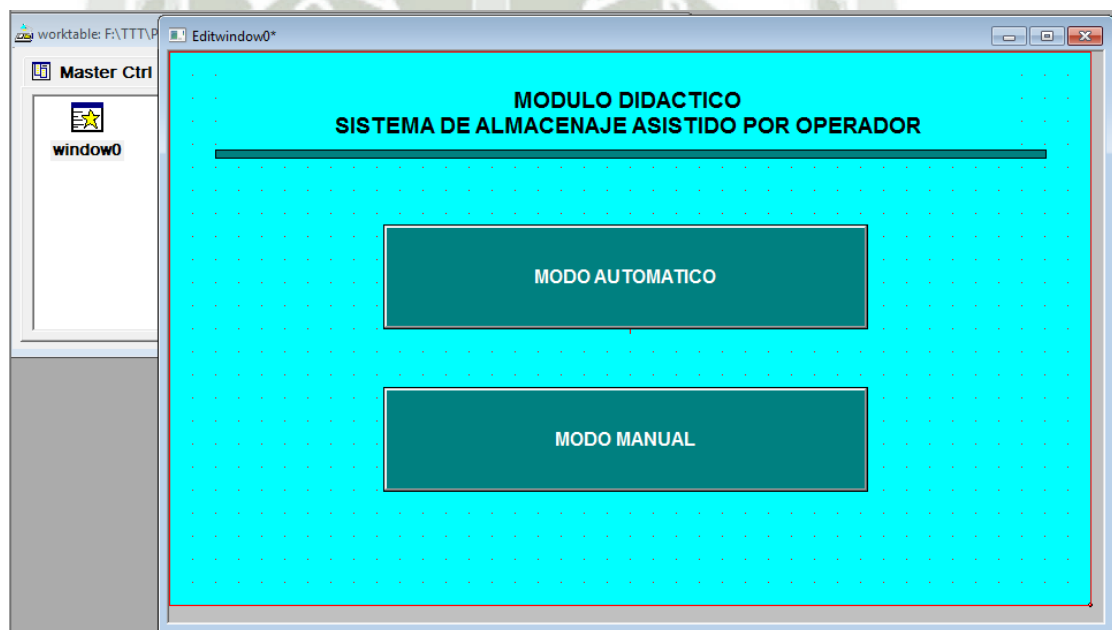 worktable: F:\TTT\P
Editwindow0*
Master Ctrl
window0
MODULO DIDACTICO
SISTEMA DE ALMACENAJE ASISTIDO POR OPERADOR
MODO AUTOMATICO
MODO MANUAL